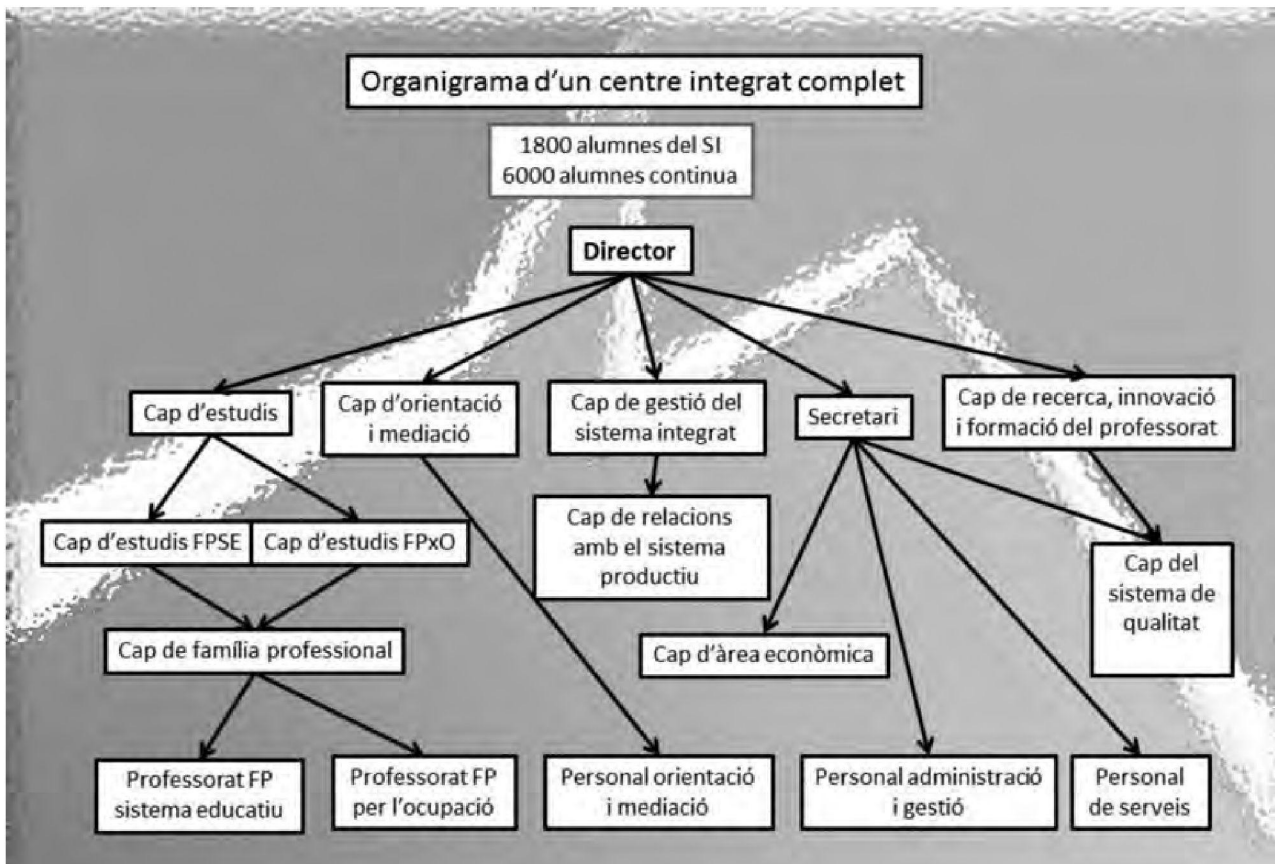 Organigrama d'un centre integrat complet
1800 alumnes del SI
6000 alumnes continua
Director
Cap d'estudis
Cap d'orientació
i mediació
Cap de gestió del
sistema integrat
Secretari
Cap de recerca, innovació
i formació del professorat
Cap d'estudis FPSE
Cap d'estudis FPxO
Cap de relacions
amb el sistema
productiu
Cap del
sistema de
qualitat
Cap de família professional
Cap d'àrea econòmica
Professorat FP
sistema educatiu
Professorat FP
per l'ocupació
Personal orientació
i mediació
Personal administració
i gestió
Personal
de serveis